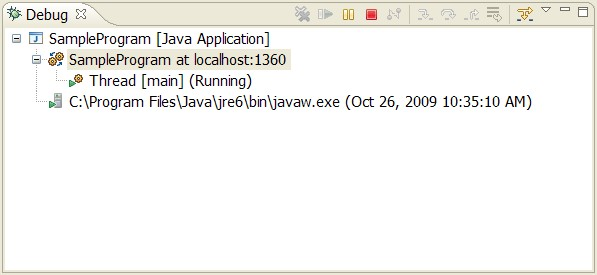 Debug
SampleProgram [Java Application]
SampleProgram at localhost:1360
Thread [main] (Running)
C:\Program Files\Java\jre6\bin\javaw.exe (Oct 26, 2009 10:35:10 AM)